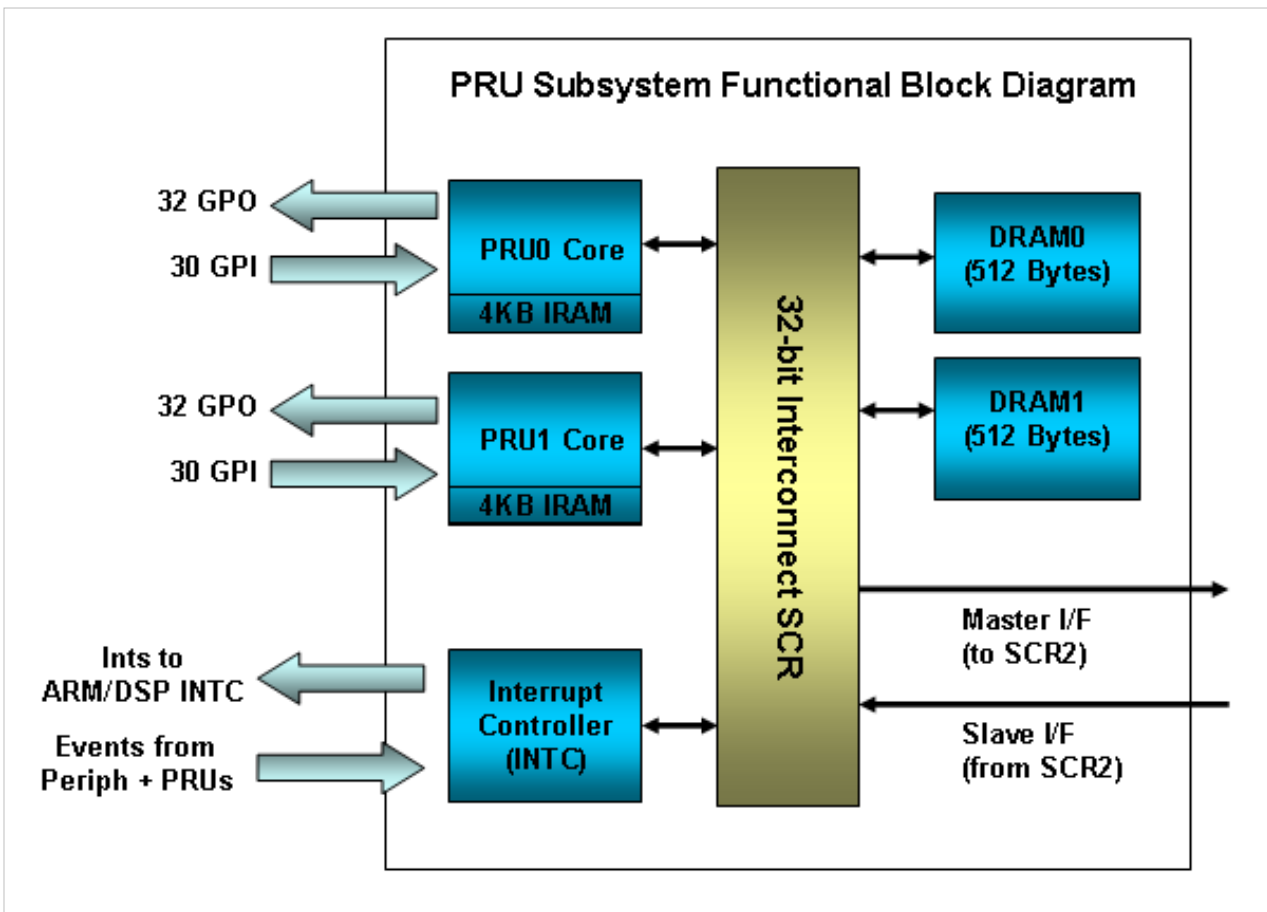 PRU Subsystem Functional Block Diagram
32 GPO
30 GPI
PRU0 Core
4KB IRAM
32 GPO
30 GPI
PRU1 Core
4KB IRAM
Ints to
ARM/DSP INTC
Events from
Periph + PRUs
Interrupt
Controller
(INTC)
32-bit Interconnect SCR
DRAM0
(512 Bytes)
DRAM1
(512 Bytes)
Master I/F
(to SCR2)
Slave I/F
(from SCR2)